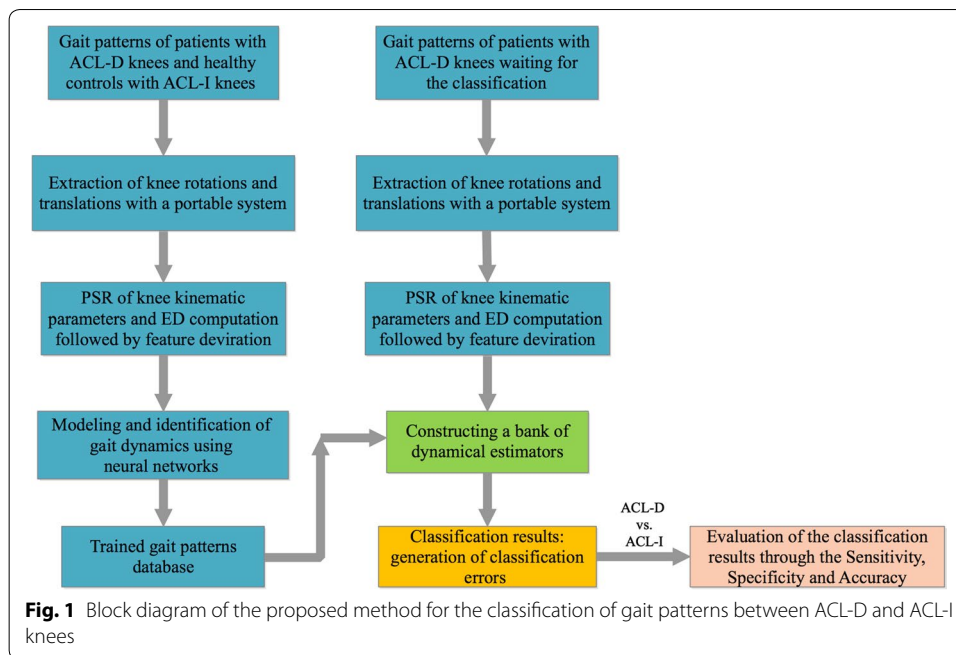 Gait patterns of patients with
ACL-D knees and healthy
controls with ACL-I knees
Extraction of knee rotations and
translations with a portable system
PSR of knee kinematic
parameters and ED computation
followed by feature deviration
Modeling and identification of
gait dynamics using
neural networks
Trained gait patterns
database
Gait patterns of patients with
ACL-D knees waiting for
the classification
Extraction of knee rotations and
translations with a portable system
PSR of knee kinematic
parameters and ED computation
followed by feature deviration
Constructing a bank of
dynamical estimators
Classification results:
generation of classification
errors
ACL-D
vs.
ACL-I
Evaluation of the classification
results through the Sensitivity,
Specificity and Accuracy
Fig. 1 Block diagram of the proposed method for the classification of gait patterns between ACL-D and ACL-I
knees